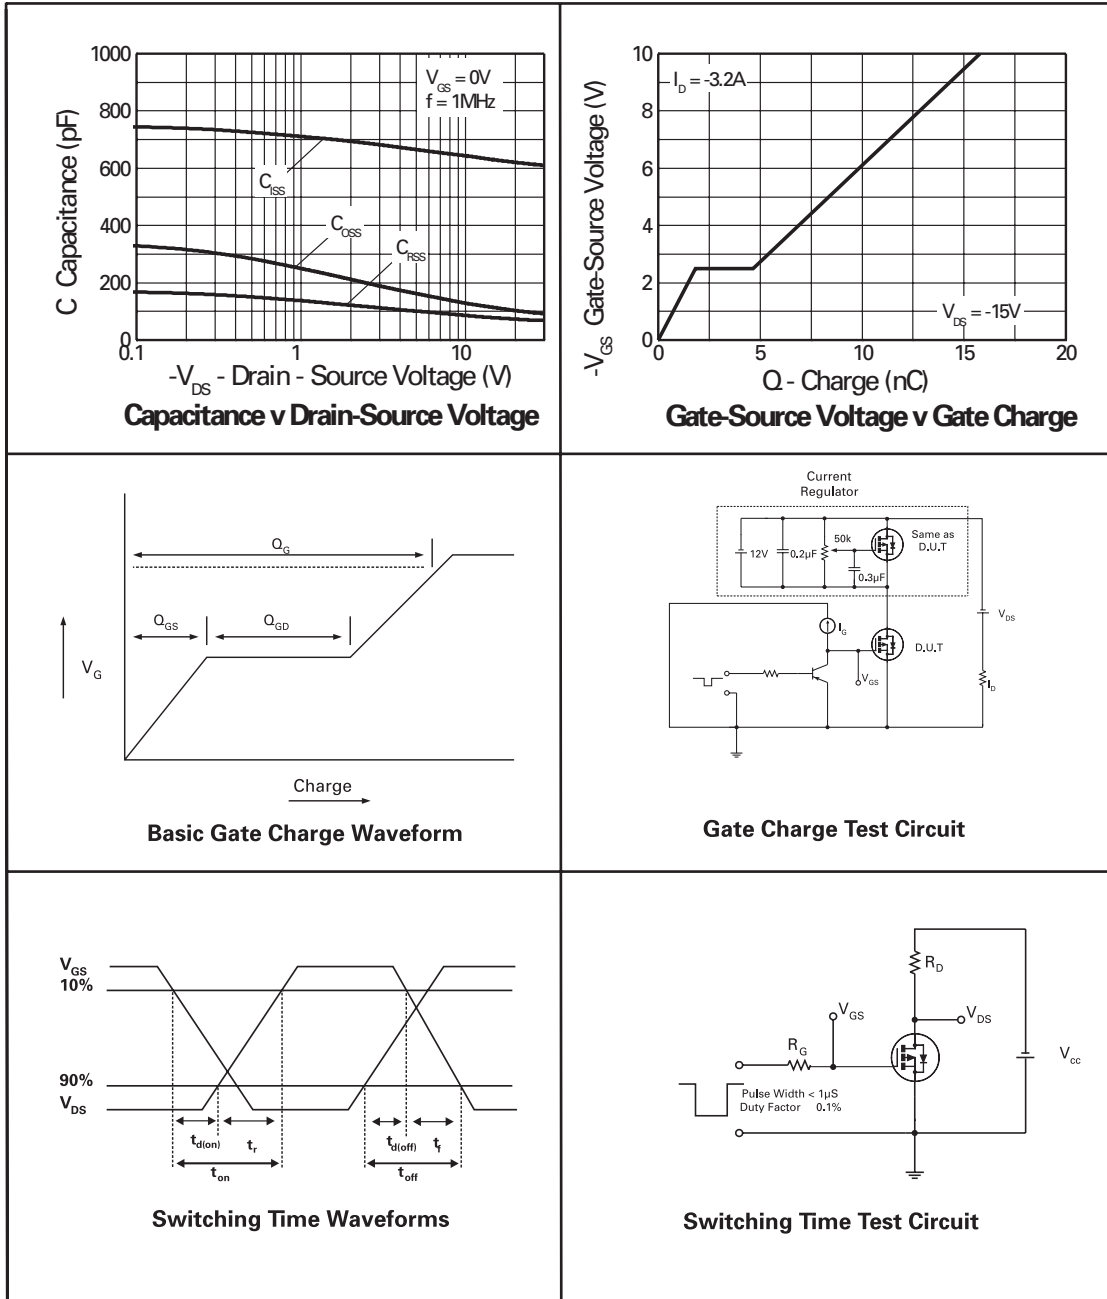 1000
800
600
400
200
0
0.1
1
10
V_GS = 0V
f = 1MHz
C_ISS
C_OSS
C_RSS
C Capacitance (pF)
-V_DS - Drain - Source Voltage (V)
Capacitance v Drain-Source Voltage
10
8
6
4
2
0
0
5
10
15
20
I_D = -3.2A
V_DS = -15V
-V_GS Gate-Source Voltage (V)
Q - Charge (nC)
Gate-Source Voltage v Gate Charge
Q_G
Q_GS
Q_GD
V_G
Charge
Basic Gate Charge Waveform
Current
Regulator
12V
0.2µF
50k
0.3µF
Same as
D.U.T
I_G
V_DS
D.U.T
V_GS
I_D
Gate Charge Test Circuit
V_GS
10%
90%
V_DS
t_d(on)
t_r
t_d(off)
t_f
t_on
t_off
Switching Time Waveforms
R_D
V_GS
V_DS
R_G
V_cc
Pulse Width < 1µS
Duty Factor 0.1%
Switching Time Test Circuit